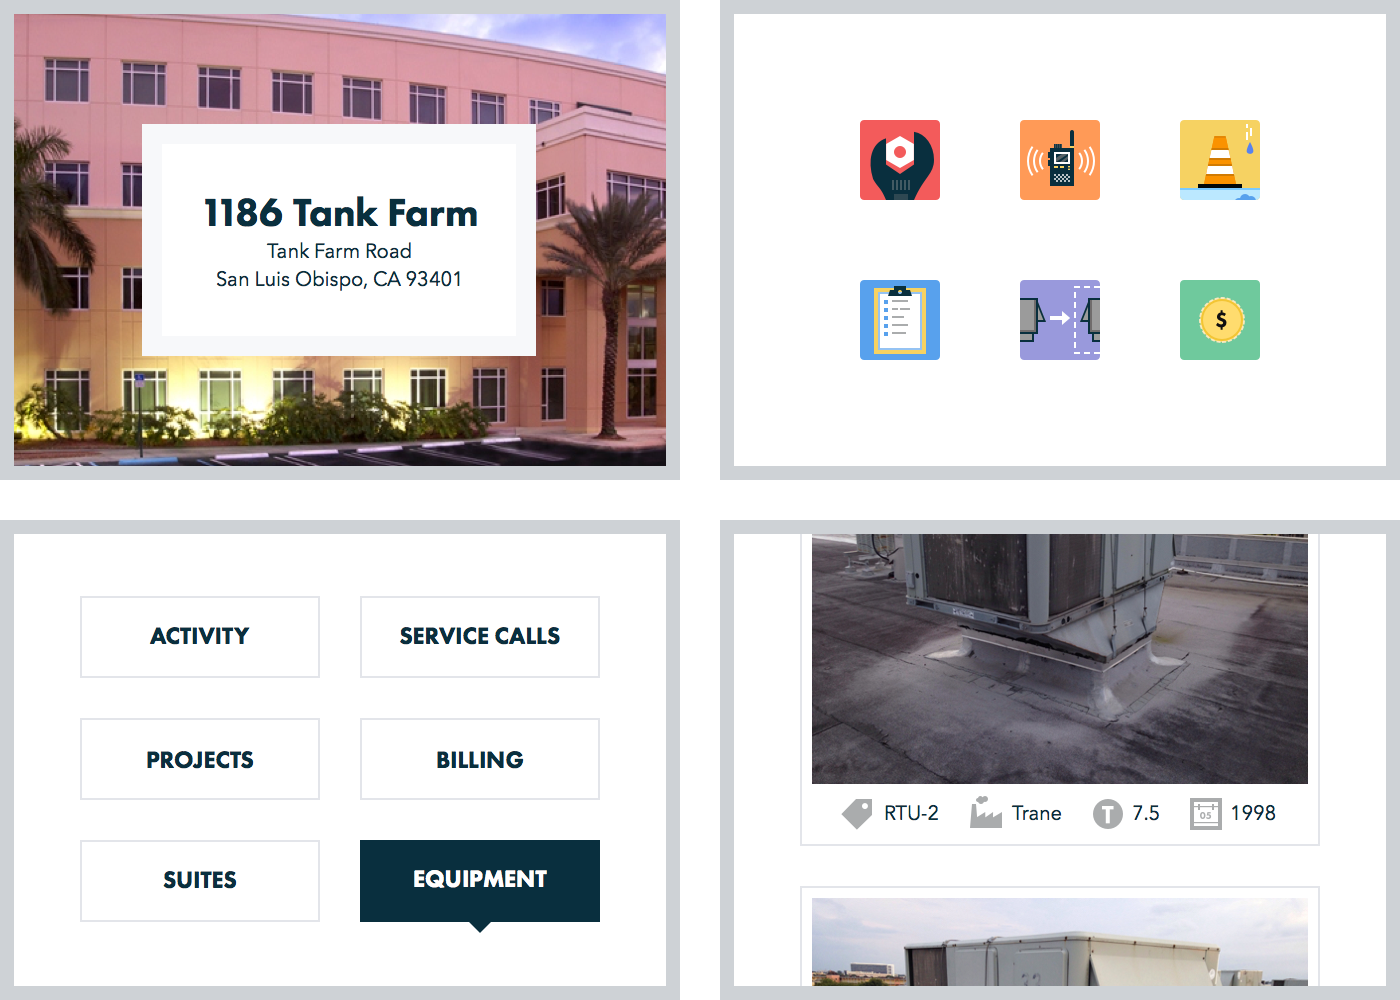 1186 Tank Farm
Tank Farm Road
San Luis Obispo, CA 93401
$
ACTIVITY
SERVICE CALLS
PROJECTS
BILLING
SUITES
EQUIPMENT
RTU-2
Trane
T
7.5
05
1998